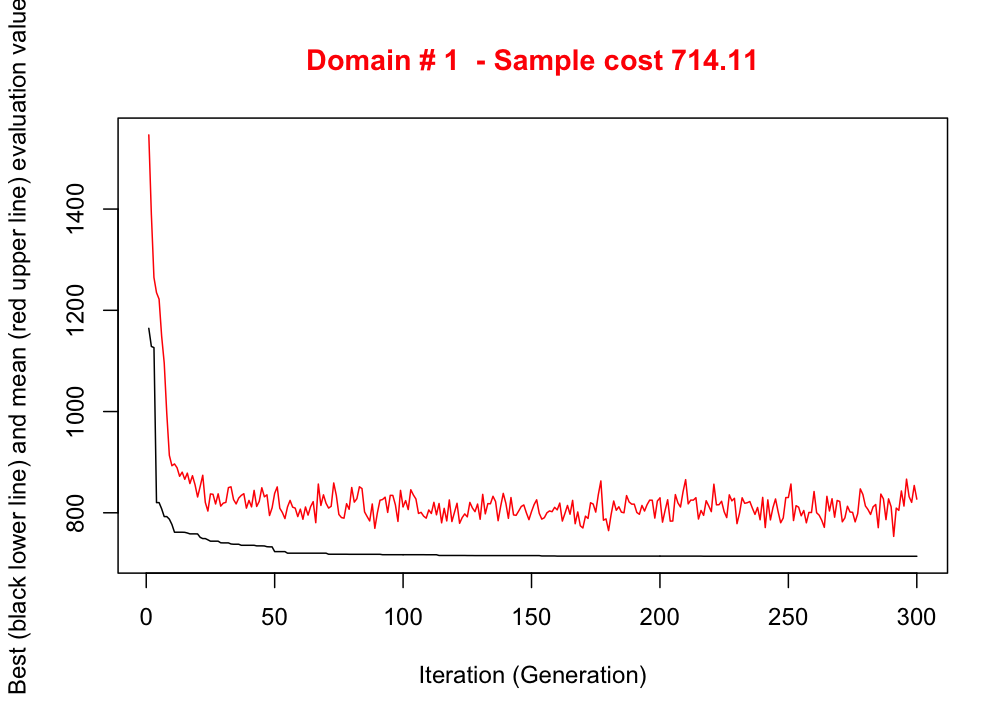 Domain # 1 - Sample cost 714.11
Best (black lower line) and mean (red upper line) evaluation value
1400
1200
1000
800
0 50 100 150 200 250 300
Iteration (Generation)